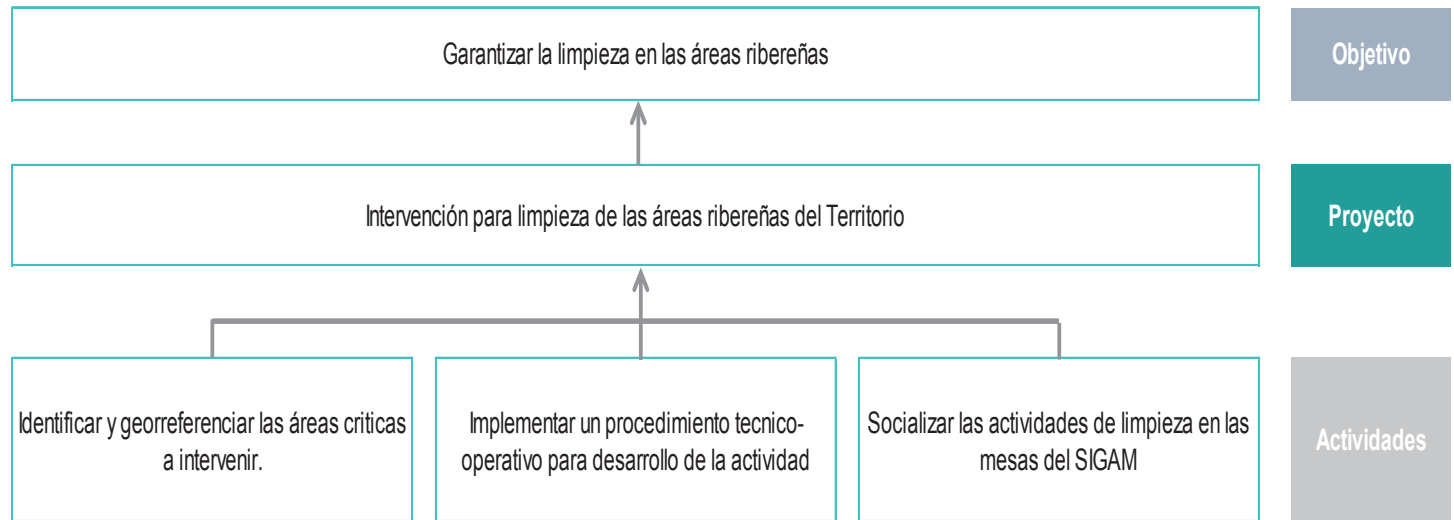 Garantizar la limpieza en las áreas ribereñas
Objetivo
Intervención para limpieza de las áreas ribereñas del Territorio
Proyecto
Identificar y georreferenciar las áreas criticas
a intervenir.
Implementar un procedimiento tecnico-
operativo para desarrollo de la actividad
Socializar las actividades de limpieza en las
mesas del SIGAM
Actividades